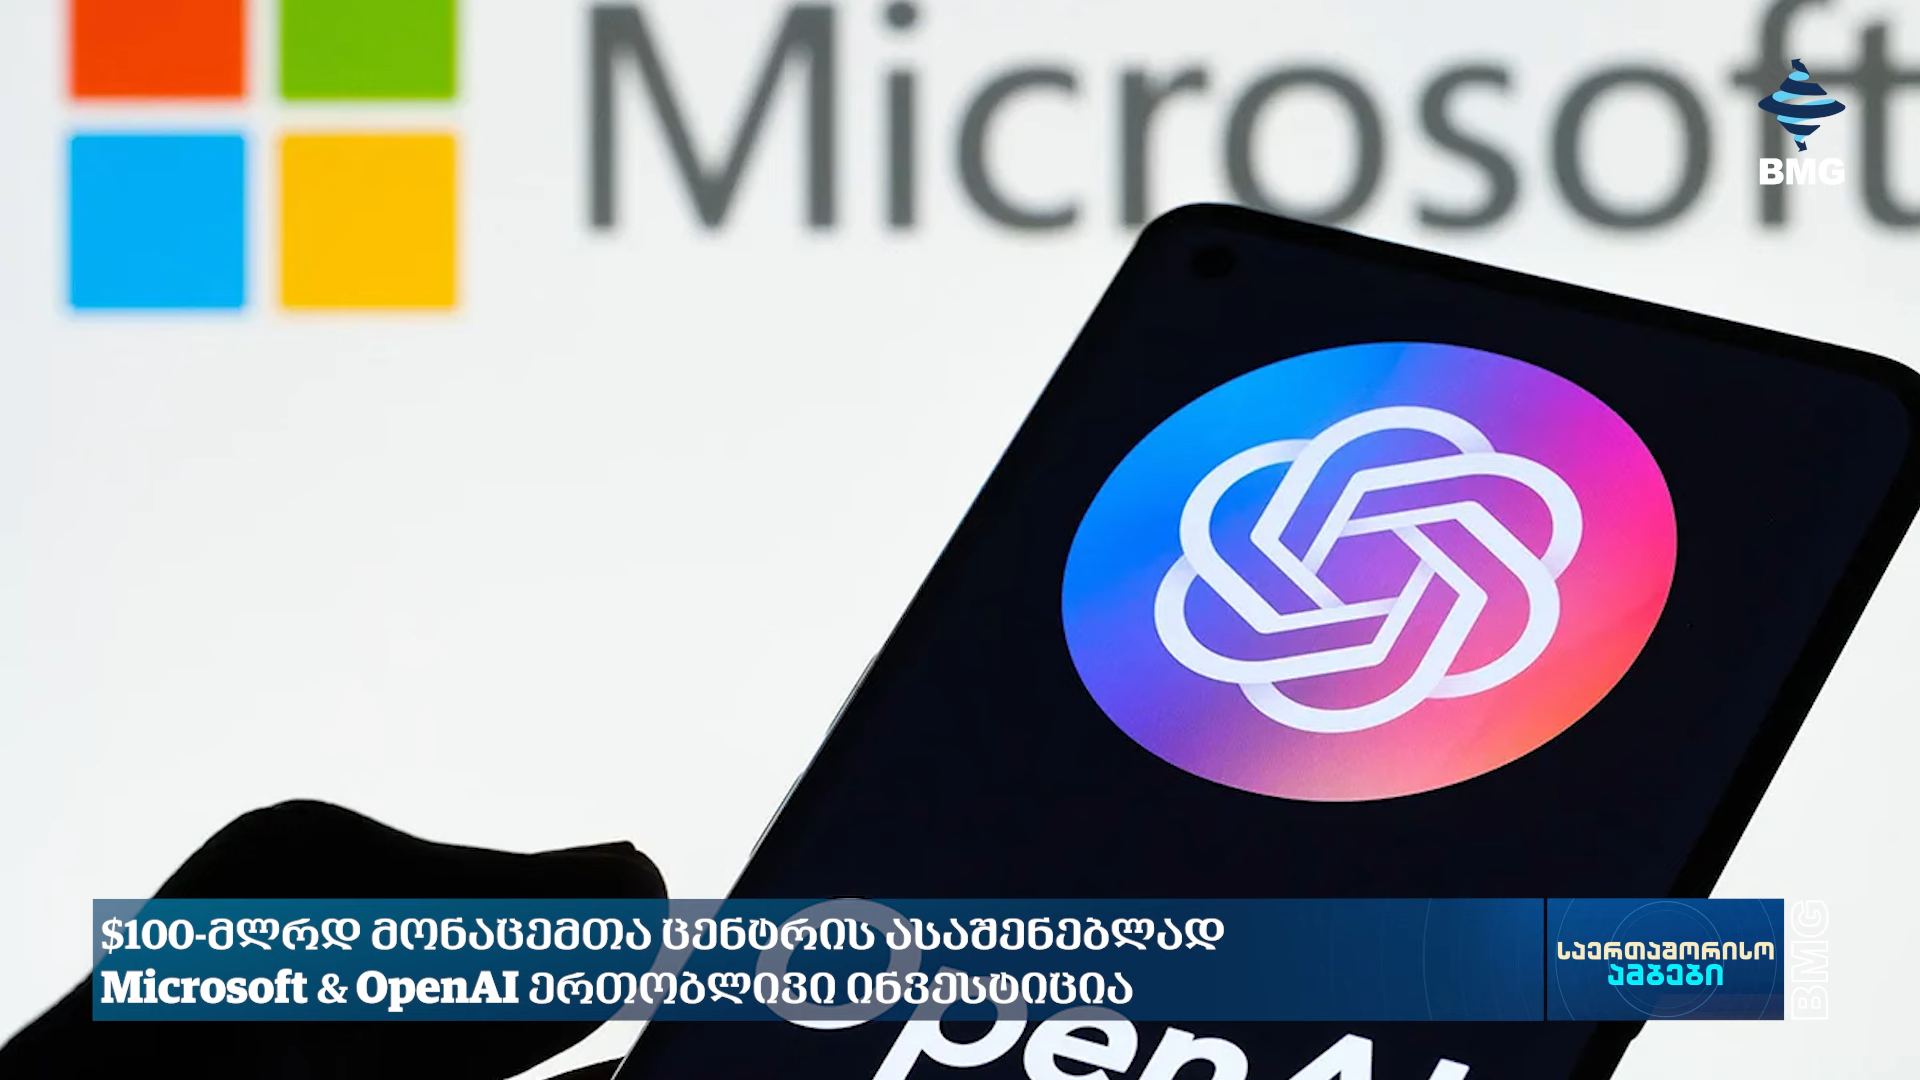 Microsoft
BMG
OpenAI
$100-მლრდ მონაცემთა ცენტრის ასაშენებლად
Microsoft & OpenAI ერთობლივი ინვესტიცია
საერთაშორისო
ამბები
BMG